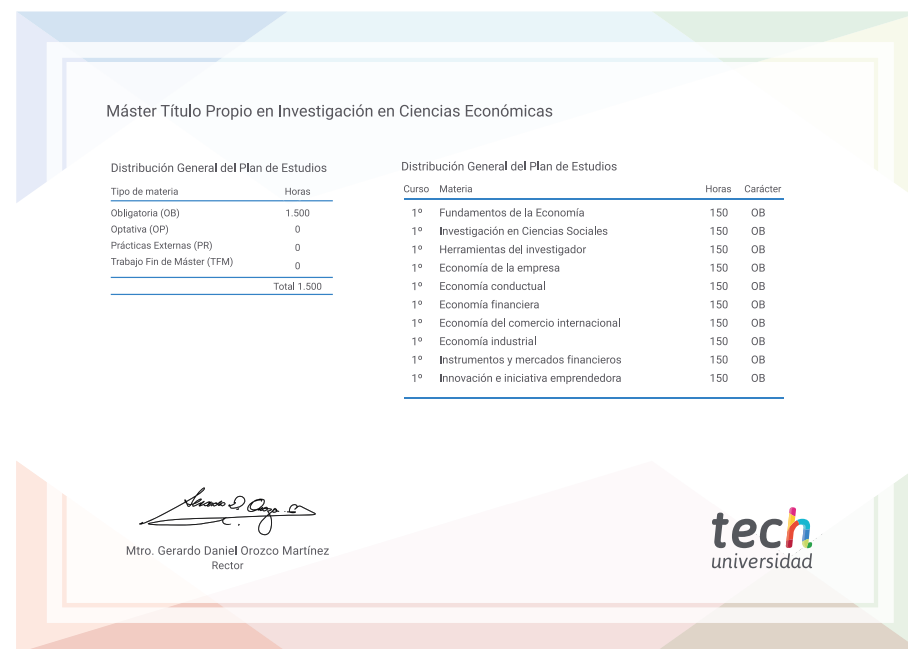 Máster Título Propio en Investigación en Ciencias Económicas
Distribución General del Plan de Estudios
Tipo de materia Horas
Obligatoria (OB) 1.500
Optativa (OP) 0
Prácticas Externas (PR) 0
Trabajo Fin de Máster (TFM) 0
Total 1.500
Distribución General del Plan de Estudios
Curso Materia Horas Carácter
1º Fundamentos de la Economía 150 OB
1º Investigación en Ciencias Sociales 150 OB
1º Herramientas del investigador 150 OB
1º Economía de la empresa 150 OB
1º Economía conductual 150 OB
1º Economía financiera 150 OB
1º Economía del comercio internacional 150 OB
1º Economía industrial 150 OB
1º Instrumentos y mercados financieros 150 OB
1º Innovación e iniciativa emprendedora 150 OB
Mtro. Gerardo Daniel Orozco Martínez
Rector
tech
universidad